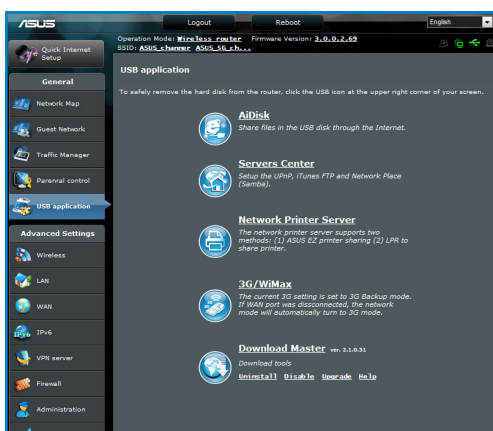 ASUS
Logout
Reboot
English
Operation Mode: Wireless router Firmware Version: 3.0.0.2.69
SSID: ASUS_channer ASUS_5G_ch...
Quick Internet
Setup
General
Network Map
Guest Network
Traffic Manager
Parenral control
USB application
Advanced Settings
Wireless
LAN
WAN
IPv6
VPN server
Firewall
Administration
USB application
To safely remove the hard disk from the router, click the USB icon at the upper right corner of your screen.
AiDisk
Share files in the USB disk through the Internet.
Servers Center
Setup the UPnP, iTunes FTP and Network Place
(Samba).
Network Printer Server
The network printer server supports two
methods: (1) ASUS EZ printer sharing (2) LPR to
share printer.
3G/WiMax
The current 3G setting is set to 3G Backup mode.
If WAN port was dissconnected, the network
mode will automatically turn to 3G mode.
Download Master ver. 2.1.0.31
Download tools
Uninstall Disable Upgrade Help